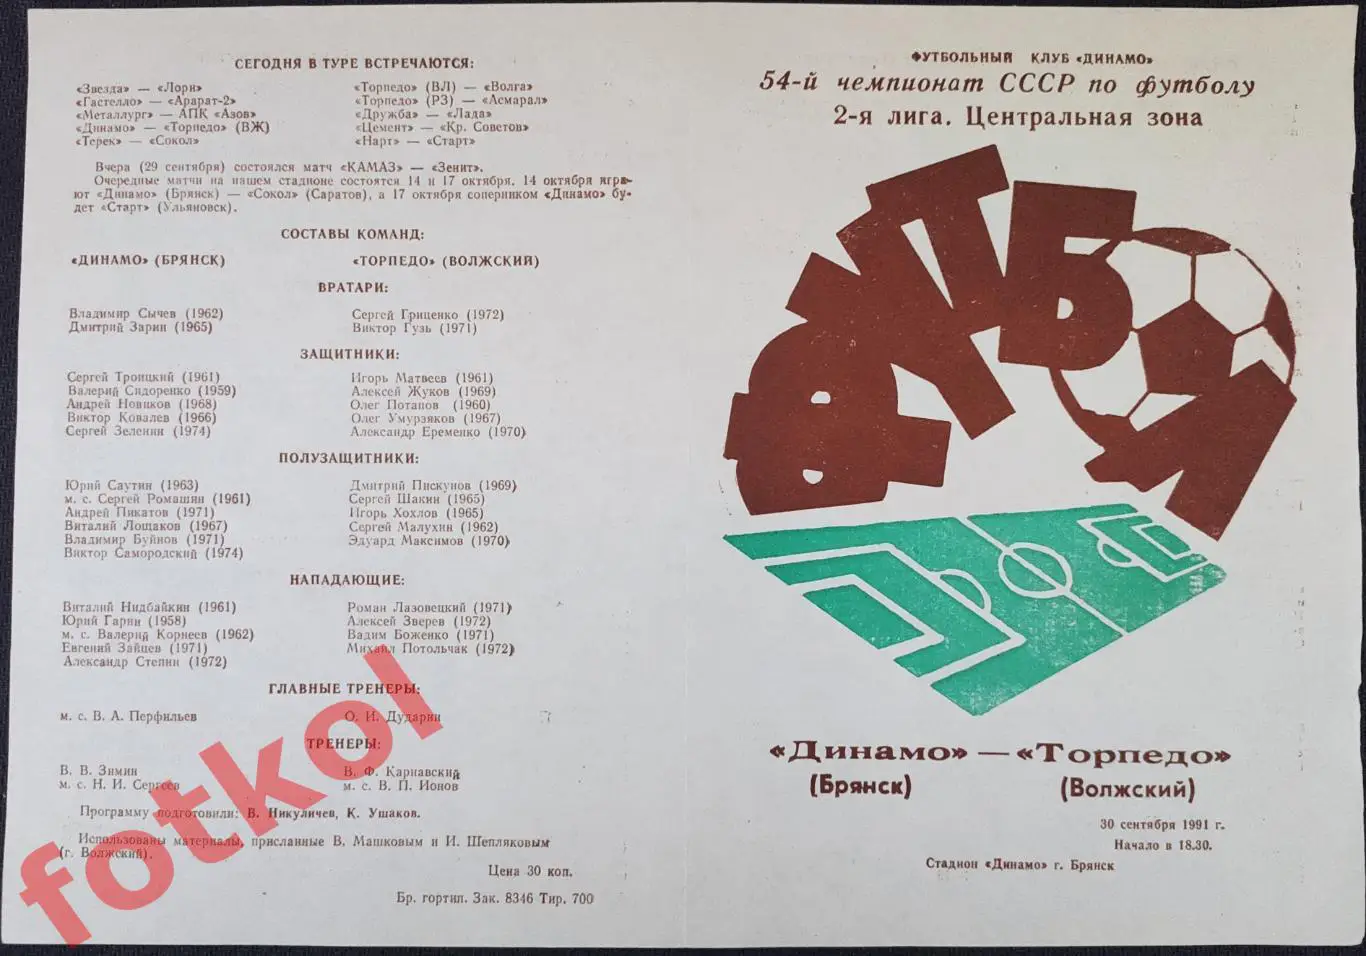 СЕГОДНЯ В ТУРЕ ВСТРЕЧАЮТСЯ:
«Звезда» — «Лори»
«Гастелло» — «Арарат-2»
«Металлург» — АПК «Азов»
«Динамо» — «Торпедо» (ВЖ)
«Терек» — «Сокол»
«Торпедо» (ВЛ) — «Волга»
«Торпедо» (РЗ) — «Асмарал»
«Дружба» — «Лада»
«Цемент» — «Кр. Советов»
«Нарт» — «Старт»
Вчера (29 сентября) состоялся матч «КАМАЗ» — «Зенит».
Очередные матчи на нашем стадионе состоятся 14 и 17 октября. 14 октября игра-
ют «Динамо» (Брянск) — «Сокол» (Саратов), а 17 октября соперником «Динамо» бу-
дет «Старт» (Ульяновск).
СОСТАВЫ КОМАНД:
«ДИНАМО» (БРЯНСК)
«ТОРПЕДО» (ВОЛЖСКИЙ)
ВРАТАРИ:
Владимир Сычев (1962)
Дмитрий Зарин (1965)
Сергей Гриценко (1972)
Виктор Гузь (1971)
ЗАЩИТНИКИ:
Сергей Троицкий (1961)
Валерий Сидоренко (1959)
Андрей Новиков (1968)
Виктор Ковалев (1966)
Сергей Зеленин (1974)
Игорь Матвеев (1961)
Алексей Жуков (1969)
Олег Потапов (1960)
Олег Умурзяков (1967)
Александр Еременко (1970)
ПОЛУЗАЩИТНИКИ:
Юрий Саутин (1963)
м. с. Сергей Ромашин (1961)
Андрей Пикатов (1971)
Виталий Лощаков (1967)
Владимир Буйнов (1971)
Виктор Самородский (1974)
Дмитрий Пискунов (1969)
Сергей Шакин (1965)
Игорь Хохлов (1965)
Сергей Малухин (1962)
Эдуард Максимов (1970)
НАПАДАЮЩИЕ:
Виталий Нидбайкин (1961)
Юрий Гарин (1958)
м. с. Валерий Корнеев (1962)
Евгений Зайцев (1971)
Александр Степин (1972)
Роман Лазовецкий (1971)
Алексей Зверев (1972)
Вадим Боженко (1971)
Михаил Потольчак (1972)
ГЛАВНЫЕ ТРЕНЕРЫ:
м. с. В. А. Перфильев
О. И. Дударин
ТРЕНЕРЫ:
В. В. Зимин
м. с. Н. И. Сергеев
В. Ф. Карнавский
м. с. В. П. Ионов
Программу подготовили: В. Никуличев, К. Ушаков.
Использованы материалы, присланные В. Машковым и И. Шепляковым
(г. Волжский).
Цена 30 коп.
Бр. гортип. Зак. 8346 Тир. 700
fotkol
ФУТБОЛЬНЫЙ КЛУБ «ДИНАМО»
54-й чемпионат СССР по футболу
2-я лига. Центральная зона
ФУТБОЛ
«Динамо» — «Торпедо»
(Брянск) (Волжский)
30 сентября 1991 г.
Начало в 18.30.
Стадион «Динамо» г. Брянск